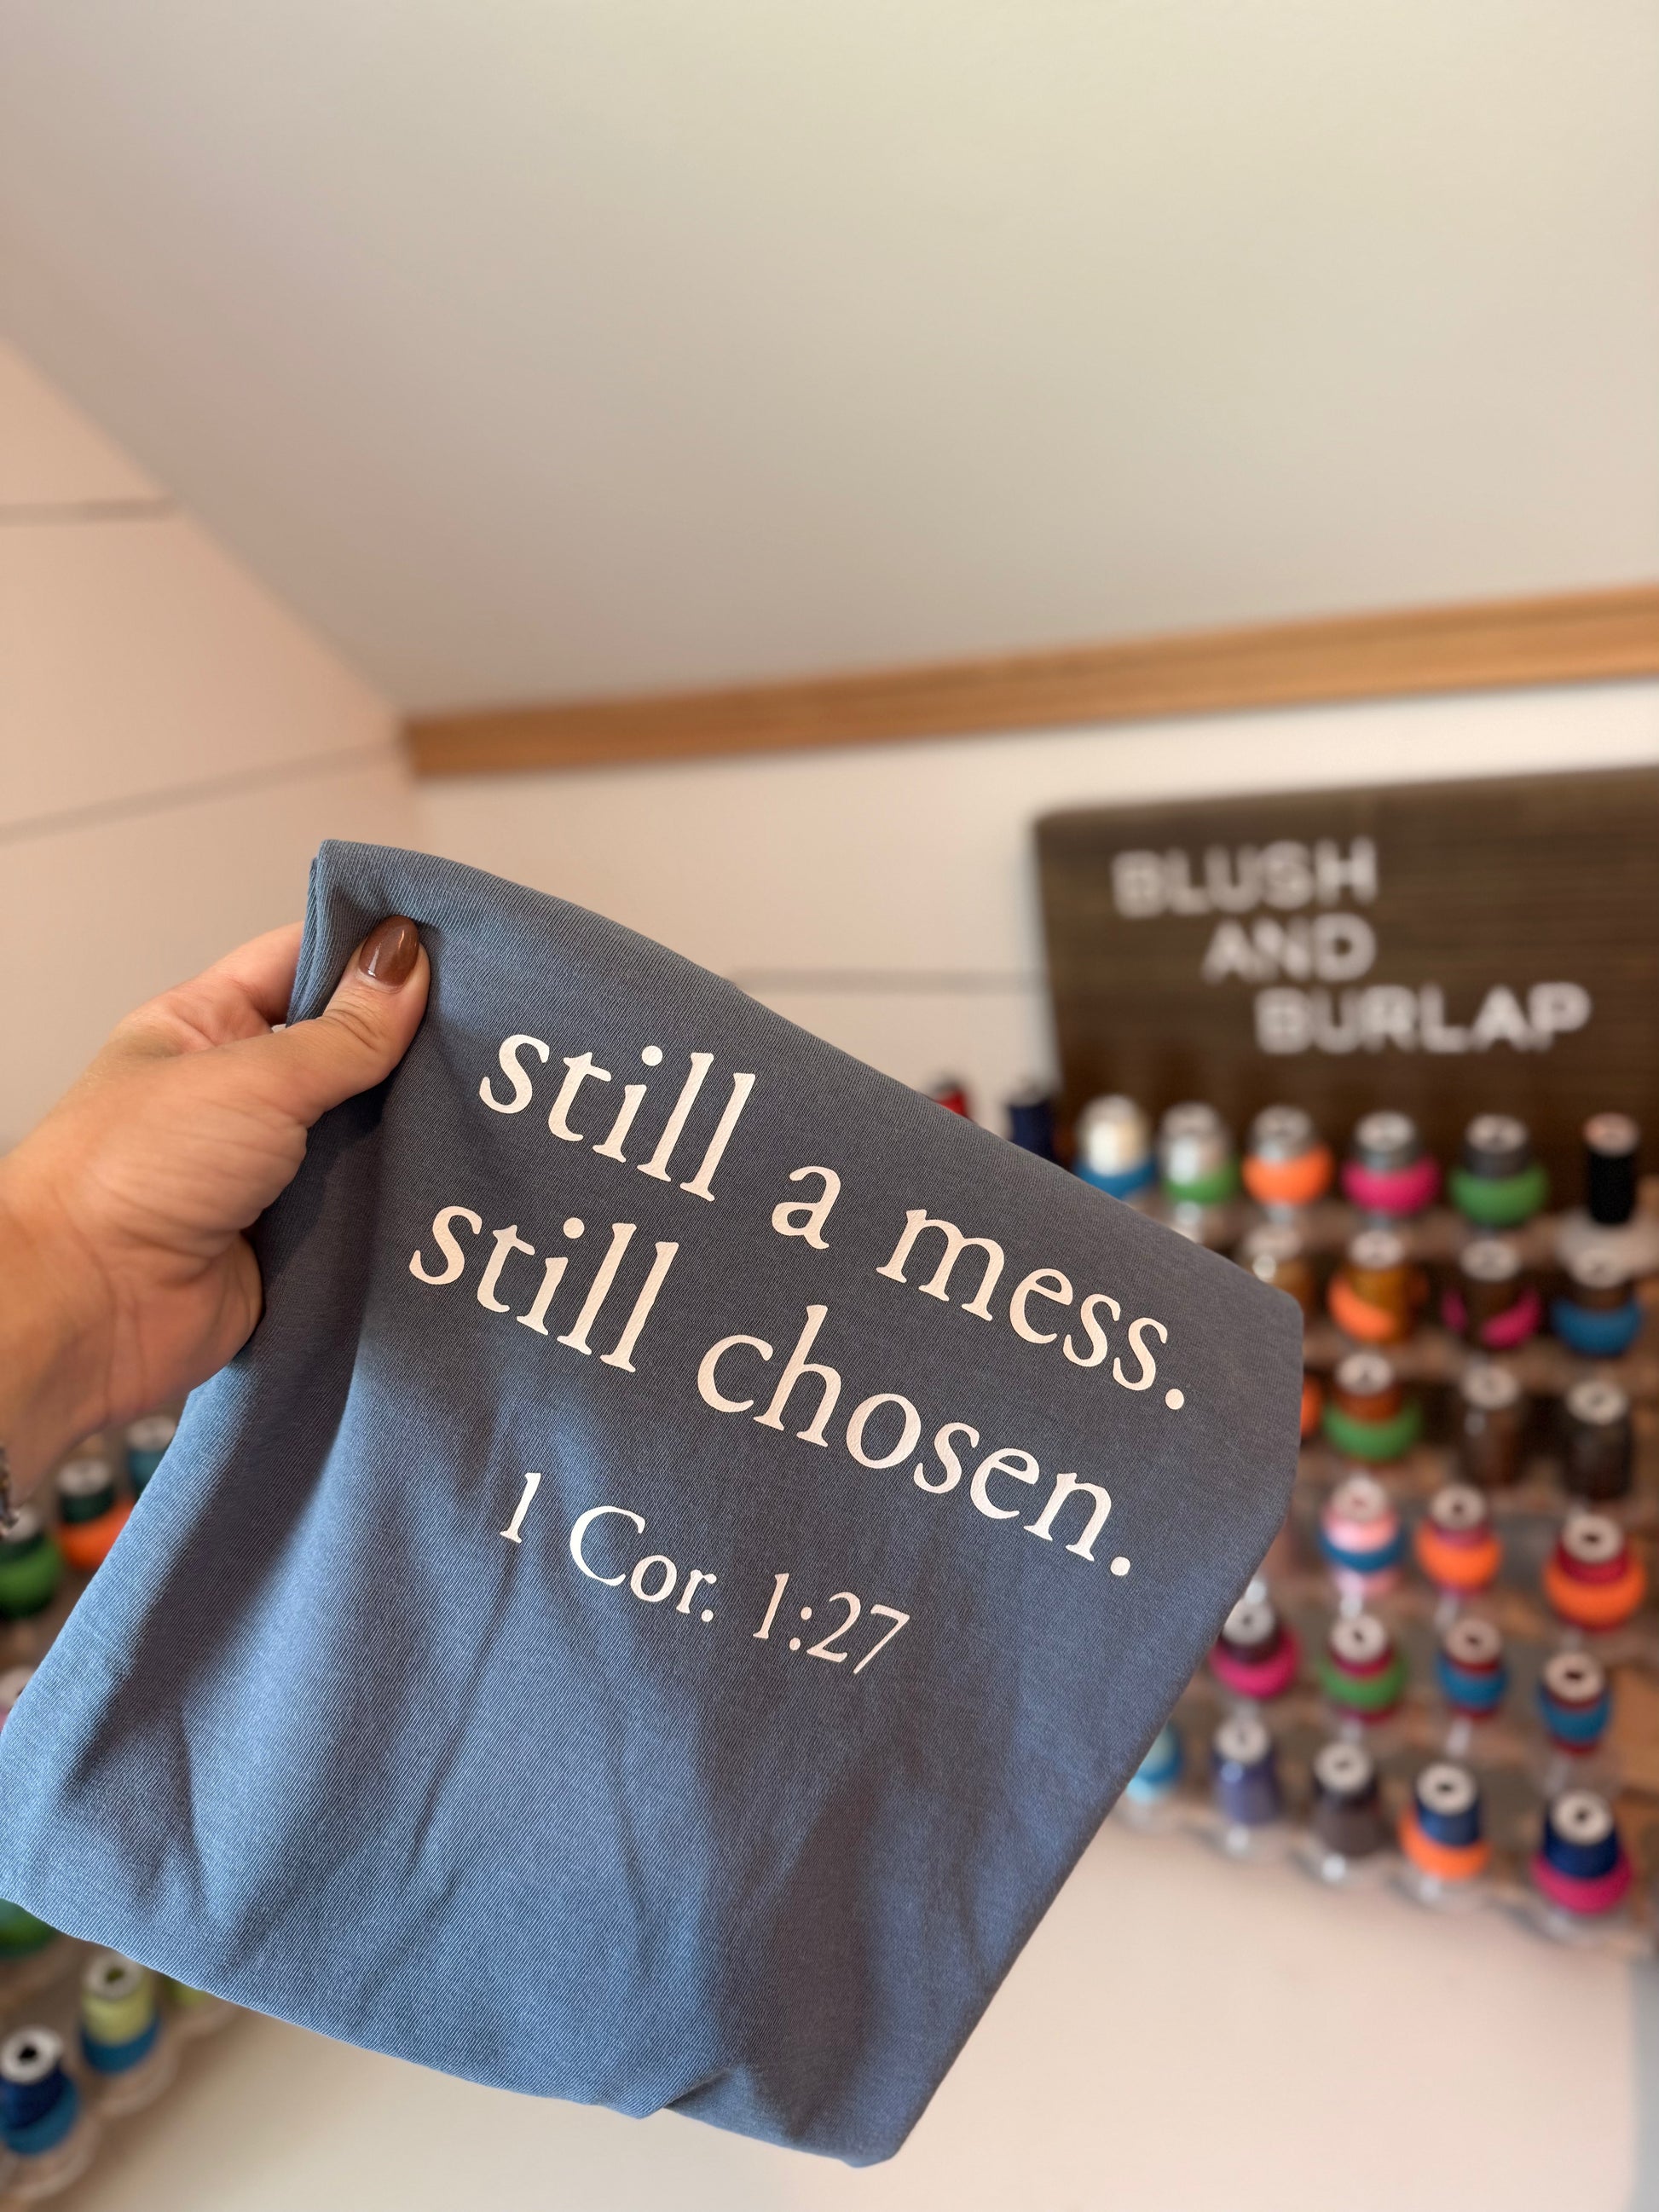 still a mess.
still chosen.
1 Cor. 1:27
BLUSH
AND
BURLAP